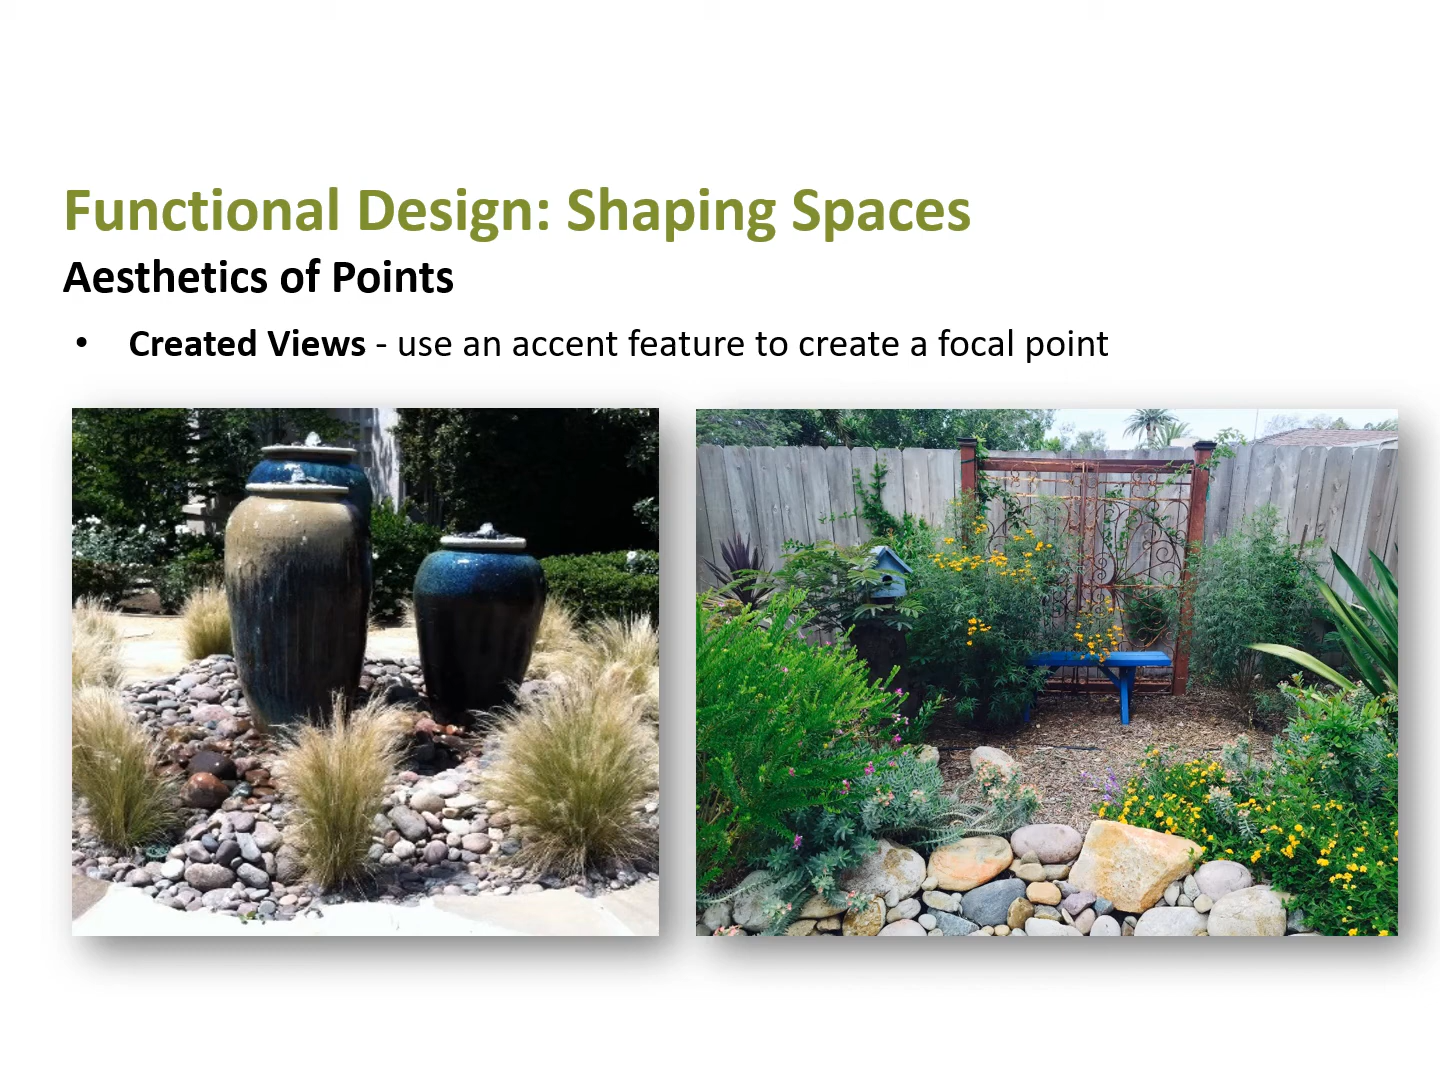 Functional Design: Shaping Spaces
Aesthetics of Points
• Created Views - use an accent feature to create a focal point